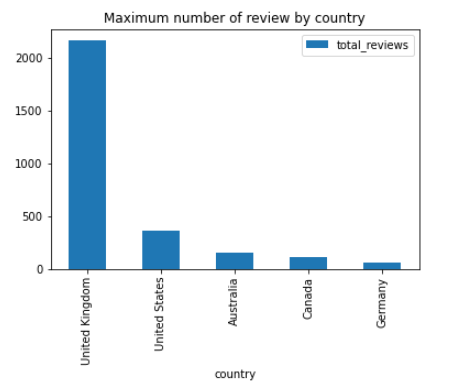 Maximum number of review by country
total_reviews
2000
1500
1000
500
0
United Kingdom
United States
Australia
Canada
Germany
country